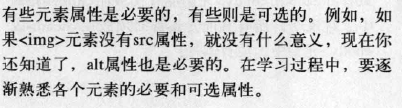 有些元素属性是必要的，有些则是可选的。例如，如
果<img>元素没有src属性，就没有什么意义，现在你
还知道了，alt属性也是必要的。在学习过程中，要逐
渐熟悉各个元素的必要和可选属性。